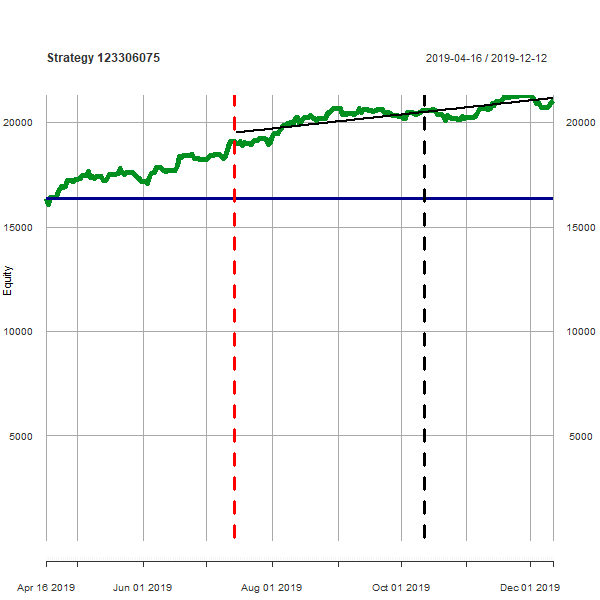 Strategy 123306075
2019-04-16 / 2019-12-12
20000 20000
15000 15000
Equity
10000 10000
5000 5000
Apr 16 2019 Jun 01 2019 Aug 01 2019 Oct 01 2019 Dec 01 2019